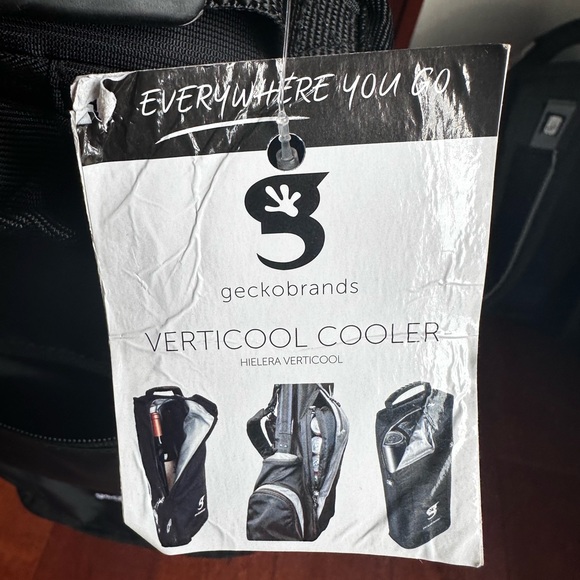 EVERYWHERE YOU GO
geckobrands
VERTICOOL COOLER
HIELERA VERTICOOL